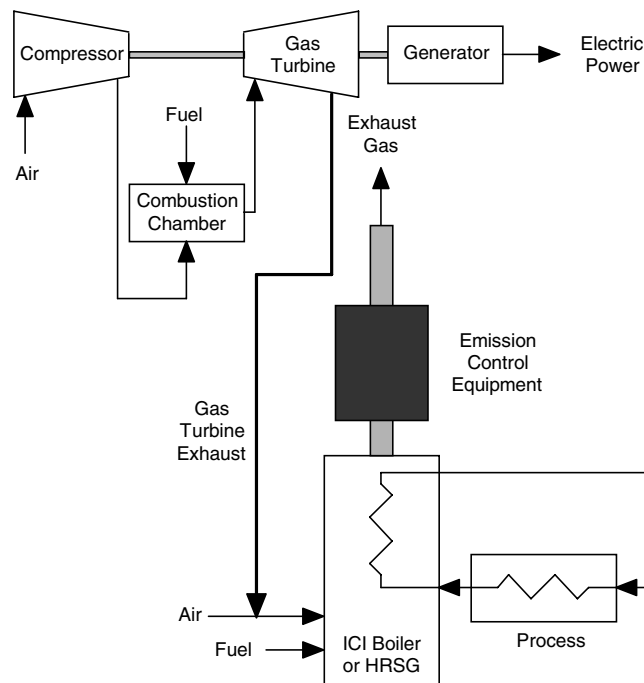 Compressor
Gas
Turbine
Generator
Electric
Power
Air
Fuel
Combustion
Chamber
Exhaust
Gas
Emission
Control
Equipment
Gas
Turbine
Exhaust
Air
Fuel
ICI Boiler
or HRSG
Process